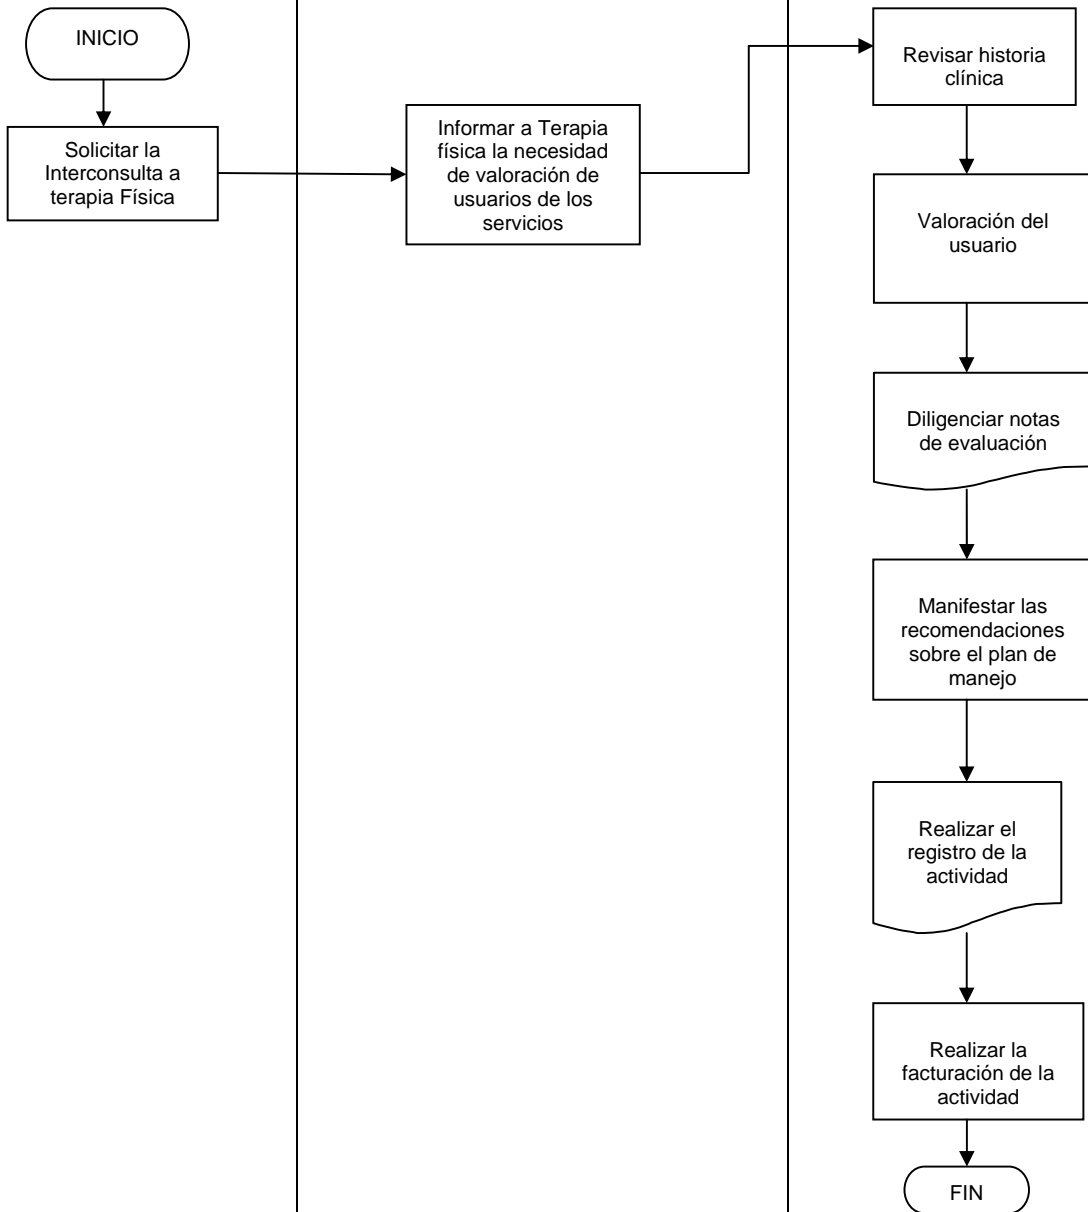 INICIO
Solicitar la
Interconsulta a
terapia Física
Informar a Terapia
física la necesidad
de valoración de
usuarios de los
servicios
Revisar historia
clínica
Valoración del
usuario
Diligenciar notas
de evaluación
Manifestar las
recomendaciones
sobre el plan de
manejo
Realizar el
registro de la
actividad
Realizar la
facturación de la
actividad
FIN